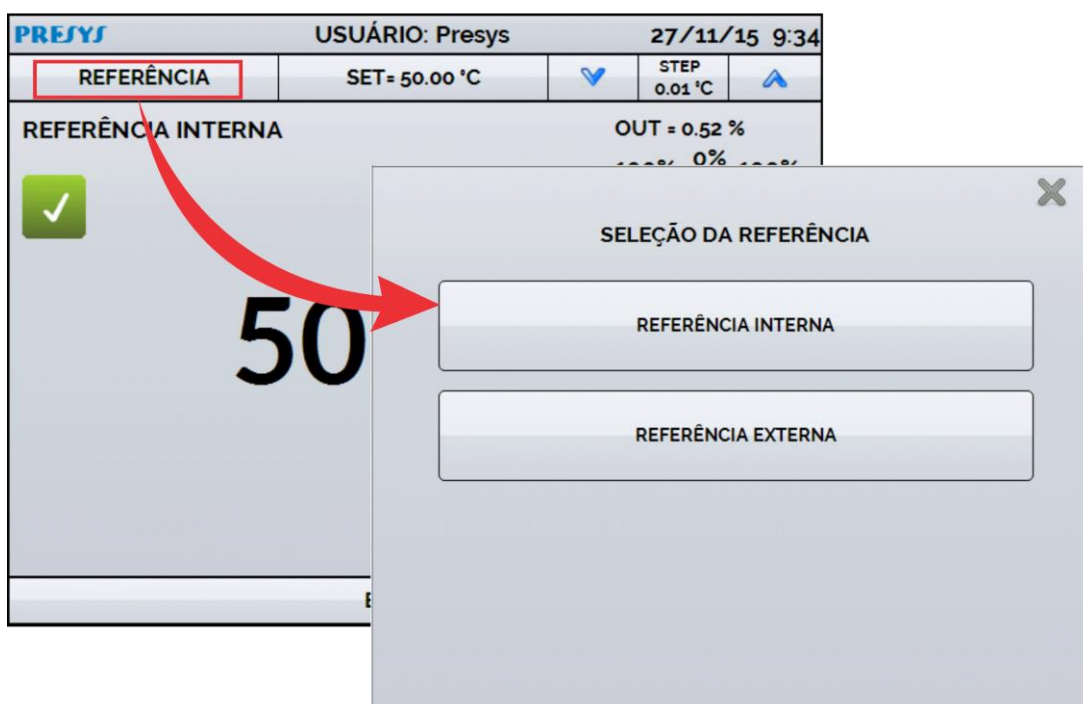 PRESYS USUÁRIO: Presys 27/11/15 9:34
REFERÊNCIA SET= 50.00 °C STEP
0.01 °C
REFERÊNCIA INTERNA OUT = 0.52 %
0%
50
SELEÇÃO DA REFERÊNCIA
REFERÊNCIA INTERNA
REFERÊNCIA EXTERNA